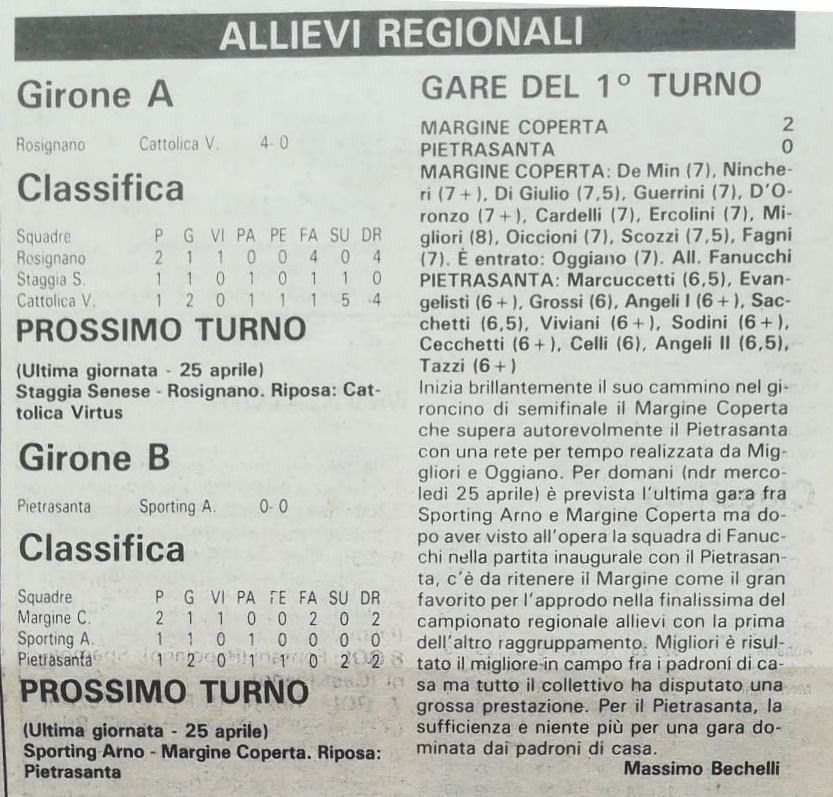 ALLIEVI REGIONALI
Girone A
Rosignano Cattolica V. 4-0
Classifica
Squadre P G VI PA PE FA SU DR
Rosignano 2 1 1 0 0 4 0 4
Staggia S. 1 1 0 1 0 1 1 0
Cattolica V. 1 2 0 1 1 1 5 -4
PROSSIMO TURNO
(Ultima giornata - 25 aprile)
Staggia Senese - Rosignano. Riposa: Cat-
tolica Virtus
Girone B
Pietrasanta Sporting A. 0-0
Classifica
Squadre P G VI PA PE FA SU DR
Margine C. 2 1 1 0 0 2 0 2
Sporting A. 1 1 0 1 0 0 0 0
Pietrasanta 1 2 0 1 1 0 2 -2
PROSSIMO TURNO
(Ultima giornata - 25 aprile)
Sporting Arno - Margine Coperta. Riposa:
Pietrasanta
GARE DEL 1° TURNO
MARGINE COPERTA 2
PIETRASANTA 0
MARGINE COPERTA: De Min (7), Ninche-
ri (7+), Di Giulio (7,5), Guerrini (7), D'O-
ronzo (7+), Cardelli (7), Ercolini (7), Mi-
gliori (8), Oiccioni (7), Scozzi (7,5), Fagni
(7). È entrato: Oggiano (7). All. Fanucchi
PIETRASANTA: Marcuccetti (6,5), Evan-
gelisti (6+), Grossi (6), Angeli I (6+), Sac-
chetti (6,5), Viviani (6+), Sodini (6+),
Cecchetti (6+), Celli (6), Angeli II (6,5),
Tazzi (6+)
Inizia brillantemente il suo cammino nel gi-
roncino di semifinale il Margine Coperta
che supera autorevolmente il Pietrasanta
con una rete per tempo realizzata da Mig-
gliori e Oggiano. Per domani (ndr merco-
ledì 25 aprile) è prevista l'ultima gara fra
Sporting Arno e Margine Coperta ma do-
po aver visto all'opera la squadra di Fanuc-
chi nella partita inaugurale con il Pietrasan-
ta, c'è da ritenere il Margine come il gran
favorito per l'approdo nella finalissima del
campionato regionale allievi con la prima
dell'altro raggruppamento. Migliori è risul-
tato il migliore in campo fra i padroni di ca-
sa ma tutto il collettivo ha disputato una
grossa prestazione. Per il Pietrasanta, la
sufficienza e niente più per una gara do-
minata dai padroni di casa.
Massimo Bechelli